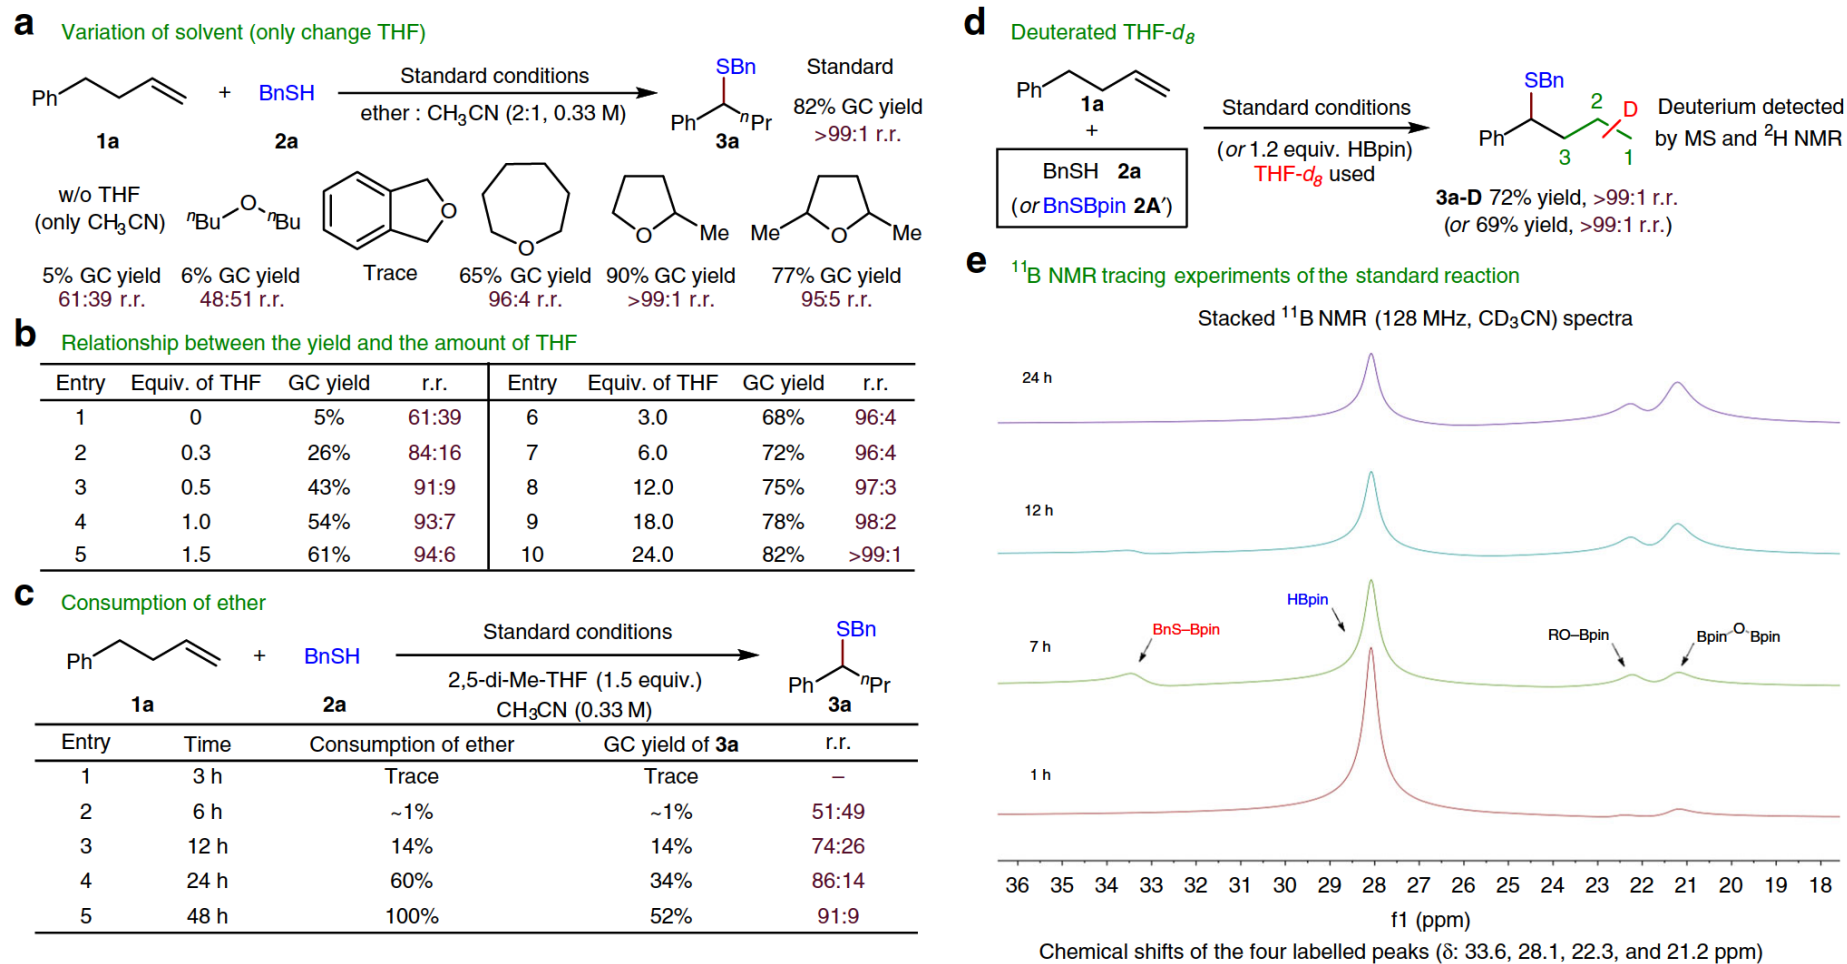 a Variation of solvent (only change THF)
Ph
1a
+
BnSH
2a
Standard conditions
ether : CH₃CN (2:1, 0.33 M)
SBn
Ph
ⁿPr
3a
Standard
82% GC yield
>99:1 r.r.
w/o THF
(only CH₃CN)
5% GC yield
61:39 r.r.
ⁿBu O ⁿBu
6% GC yield
48:51 r.r.
O
Trace
O
65% GC yield
96:4 r.r.
O Me
90% GC yield
>99:1 r.r.
Me O Me
77% GC yield
95:5 r.r.
b Relationship between the yield and the amount of THF
Entry Equiv. of THF GC yield r.r. Entry Equiv. of THF GC yield r.r.
1 0 5% 61:39 6 3.0 68% 96:4
2 0.3 26% 84:16 7 6.0 72% 96:4
3 0.5 43% 91:9 8 12.0 75% 97:3
4 1.0 54% 93:7 9 18.0 78% 98:2
5 1.5 61% 94:6 10 24.0 82% >99:1
c Consumption of ether
Ph
1a
+
BnSH
2a
Standard conditions
2,5-di-Me-THF (1.5 equiv.)
CH₃CN (0.33 M)
SBn
Ph
ⁿPr
3a
Entry Time Consumption of ether GC yield of 3a r.r.
1 3 h Trace Trace –
2 6 h ~1% ~1% 51:49
3 12 h 14% 14% 74:26
4 24 h 60% 34% 86:14
5 48 h 100% 52% 91:9
d Deuterated THF-d₈
Ph
1a
+
BnSH 2a
(or BnSBpin 2A′)
Standard conditions
(or 1.2 equiv. HBpin)
THF-d₈ used
SBn
Ph
2
D
3
1
Deuterium detected
by MS and ²H NMR
3a-D 72% yield, >99:1 r.r.
(or 69% yield, >99:1 r.r.)
e ¹¹B NMR tracing experiments of the standard reaction
Stacked ¹¹B NMR (128 MHz, CD₃CN) spectra
24 h
12 h
7 h
1 h
BnS–Bpin
HBpin
RO–Bpin
Bpin O Bpin
36 35 34 33 32 31 30 29 28 27 26 25 24 23 22 21 20 19 18
f1 (ppm)
Chemical shifts of the four labelled peaks (δ: 33.6, 28.1, 22.3, and 21.2 ppm)